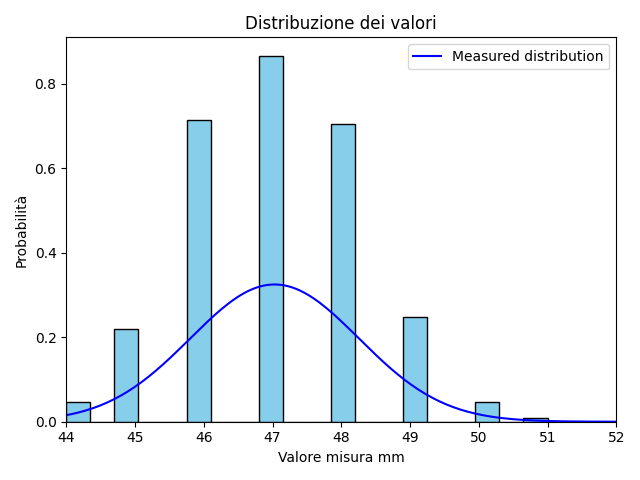 Distribuzione dei valori
Measured distribution
Probabilità
0.8
0.6
0.4
0.2
0.0
44 45 46 47 48 49 50 51 52
Valore misura mm